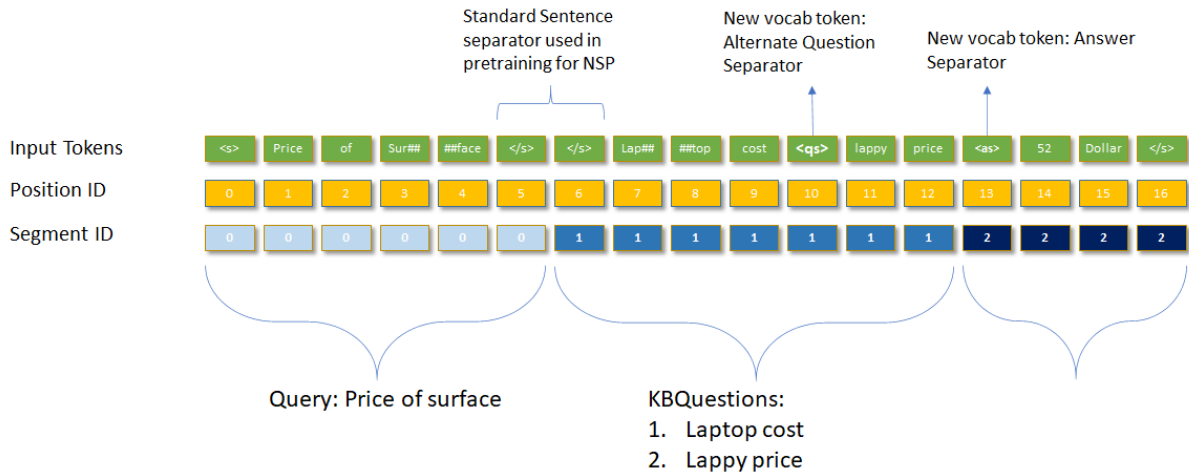 Standard Sentence
separator used in
pretraining for NSP
New vocab token:
Alternate Question
Separator
New vocab token: Answer
Separator
Input Tokens <s> Price of Sur## ##face </s> </s> Lap## ##top cost <qs> lappy price <as> 52 Dollar </s>
Position ID 0 1 2 3 4 5 6 7 8 9 10 11 12 13 14 15 16
Segment ID 0 0 0 0 0 0 1 1 1 1 1 1 1 2 2 2 2
Query: Price of surface
KBQuestions:
1. Laptop cost
2. Lappy price